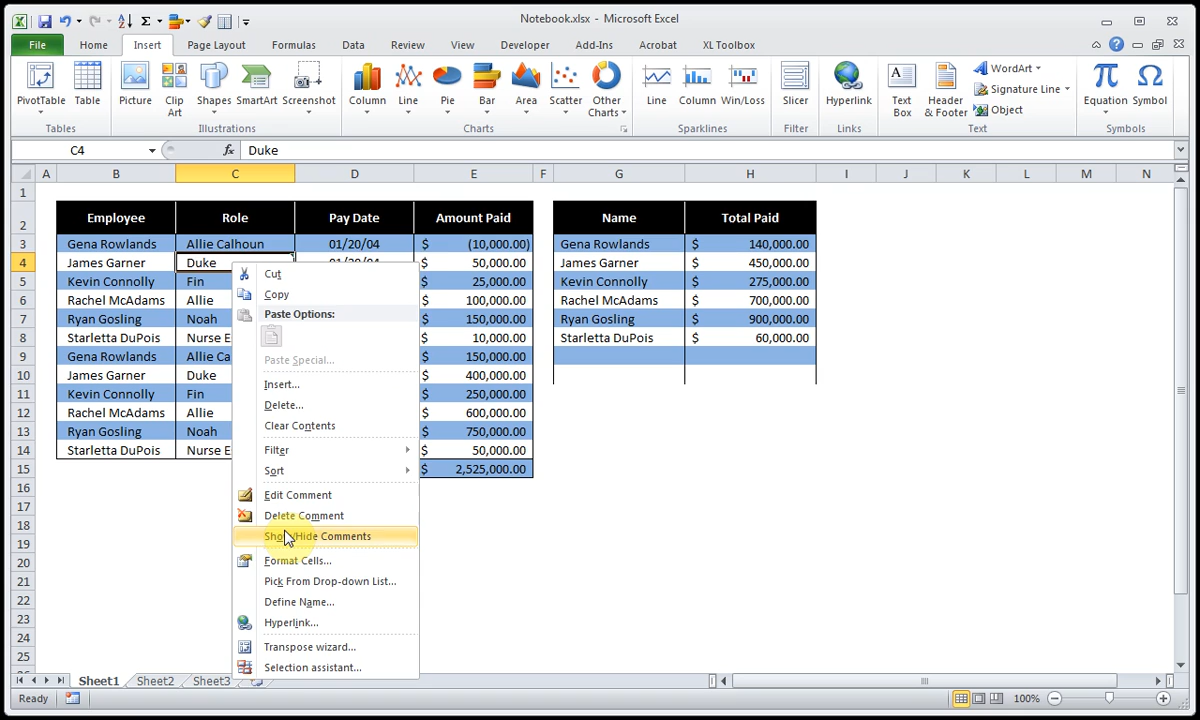 Notebook.xlsx - Microsoft Excel
File Home Insert Page Layout Formulas Data Review View Developer Add-Ins Acrobat XL Toolbox
PivotTable Table Picture Clip Art Shapes SmartArt Screenshot Column Line Pie Bar Area Scatter Other Charts Line Column Win/Loss Slicer Hyperlink Text Box Header & Footer WordArt Signature Line Object Equation Symbol
Tables Illustrations Charts Sparklines Filter Links Text Symbols
C4 fx Duke
A B C D E F G H I J K L M N
1
2 Employee Role Pay Date Amount Paid Name Total Paid
3 Gena Rowlands Allie Calhoun 01/20/04 $ (10,000.00) Gena Rowlands $ 140,000.00
4 James Garner Duke 01/20/04 $ 50,000.00 James Garner $ 450,000.00
5 Kevin Connolly Fin $ 25,000.00 Kevin Connolly $ 275,000.00
6 Rachel McAdams Allie $ 100,000.00 Rachel McAdams $ 700,000.00
7 Ryan Gosling Noah $ 150,000.00 Ryan Gosling $ 900,000.00
8 Starletta DuPois Nurse E $ 10,000.00 Starletta DuPois $ 60,000.00
9 Gena Rowlands Allie Ca $ 150,000.00
10 James Garner Duke $ 400,000.00
11 Kevin Connolly Fin $ 250,000.00
12 Rachel McAdams Allie $ 600,000.00
13 Ryan Gosling Noah $ 750,000.00
14 Starletta DuPois Nurse E $ 50,000.00
15 $ 2,525,000.00
16
17
18
19
20
21
22
23
24
25
Cut
Copy
Paste Options:
Paste Special...
Insert...
Delete...
Clear Contents
Filter
Sort
Edit Comment
Delete Comment
Show/Hide Comments
Format Cells...
Pick From Drop-down List...
Define Name...
Hyperlink...
Transpose wizard...
Selection assistant...
Sheet1 Sheet2 Sheet3
Ready 100%